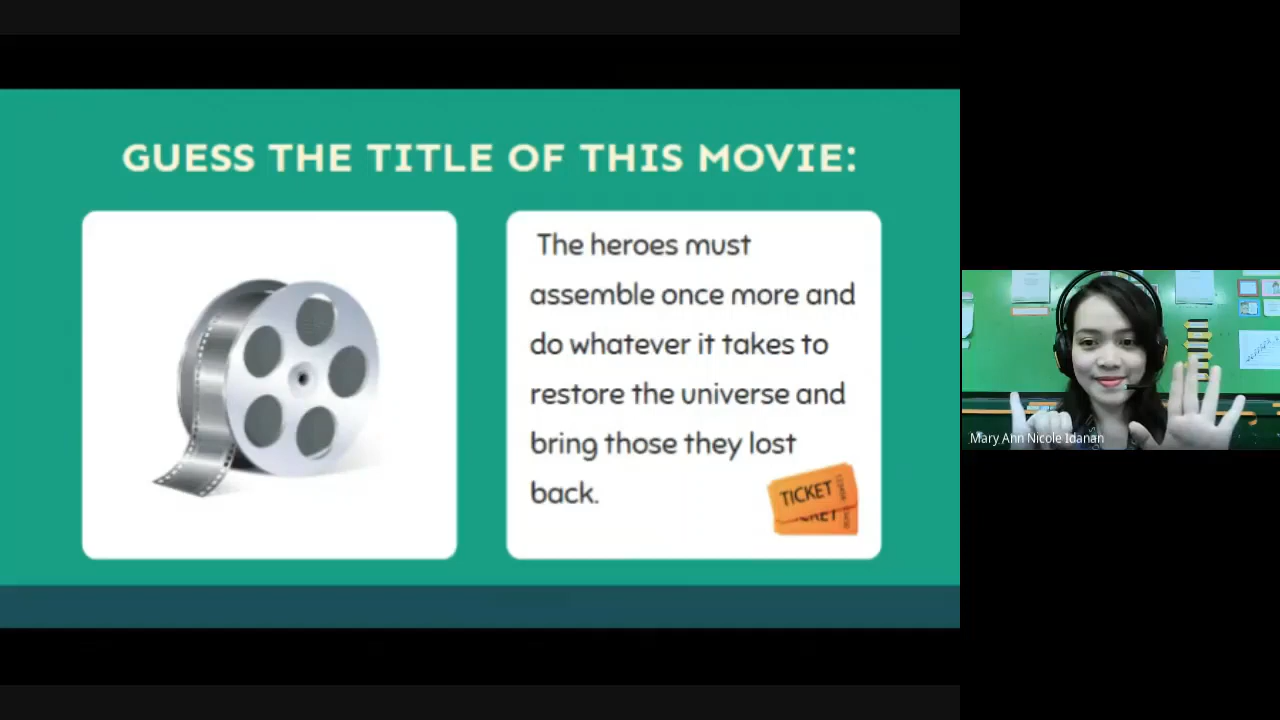 GUESS THE TITLE OF THIS MOVIE:
The heroes must
assemble once more and
do whatever it takes to
restore the universe and
bring those they lost
back.
TICKET
Mary Ann Nicole Idanan